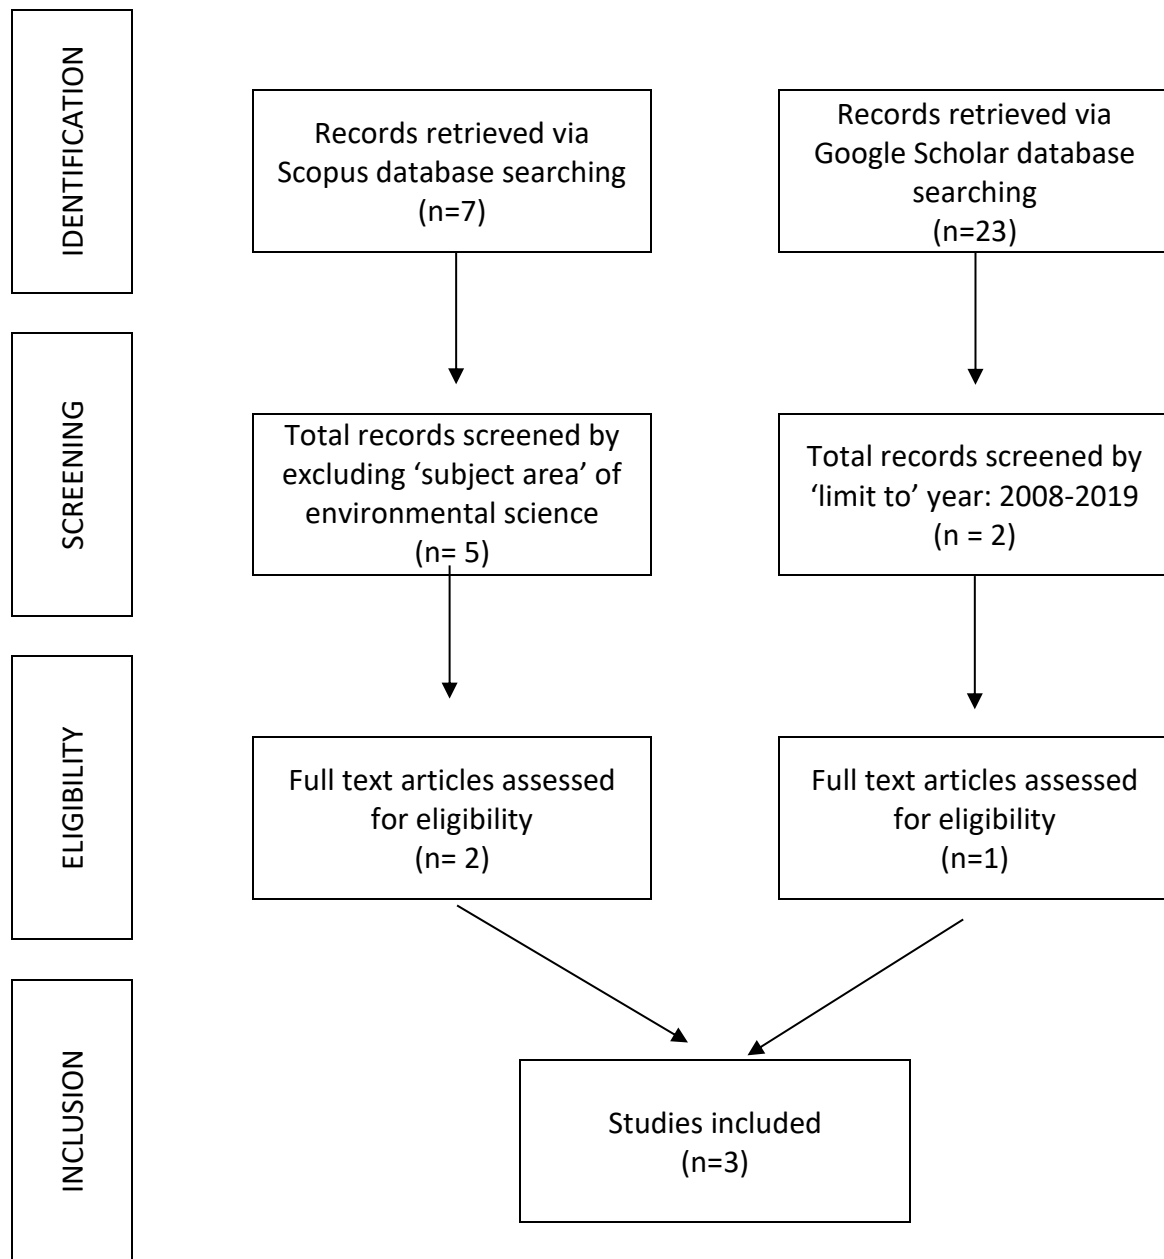 IDENTIFICATION
Records retrieved via
Scopus database searching
(n=7)
Records retrieved via
Google Scholar database
searching
(n=23)
SCREENING
Total records screened by
excluding ‘subject area’ of
environmental science
(n= 5)
Total records screened by
‘limit to’ year: 2008-2019
(n = 2)
ELIGIBILITY
Full text articles assessed
for eligibility
(n= 2)
Full text articles assessed
for eligibility
(n=1)
INCLUSION
Studies included
(n=3)